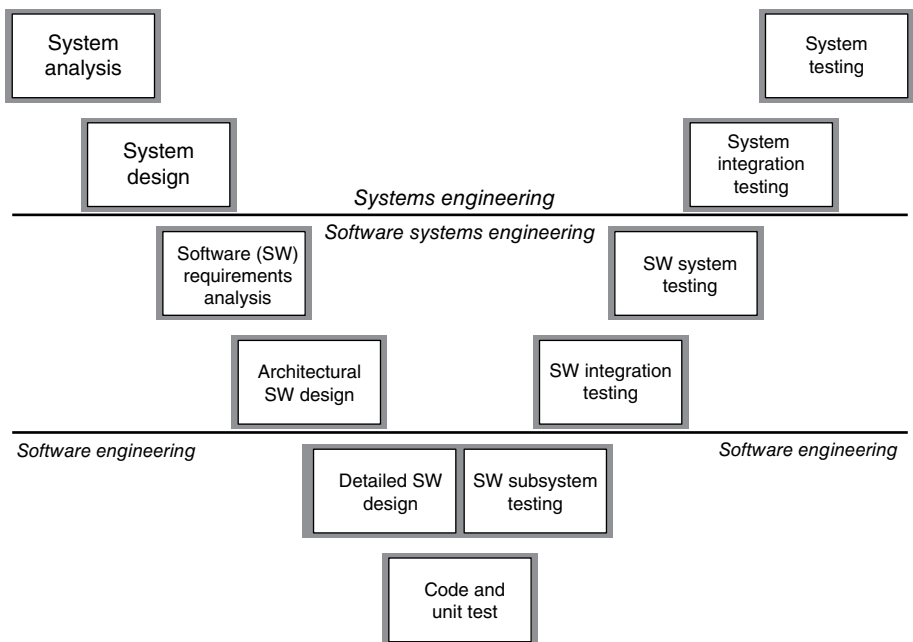 System
analysis
System
testing
System
design
System
integration
testing
Systems engineering
Software systems engineering
Software (SW)
requirements
analysis
SW system
testing
Architectural
SW design
SW integration
testing
Software engineering
Software engineering
Detailed SW
design
SW subsystem
testing
Code and
unit test